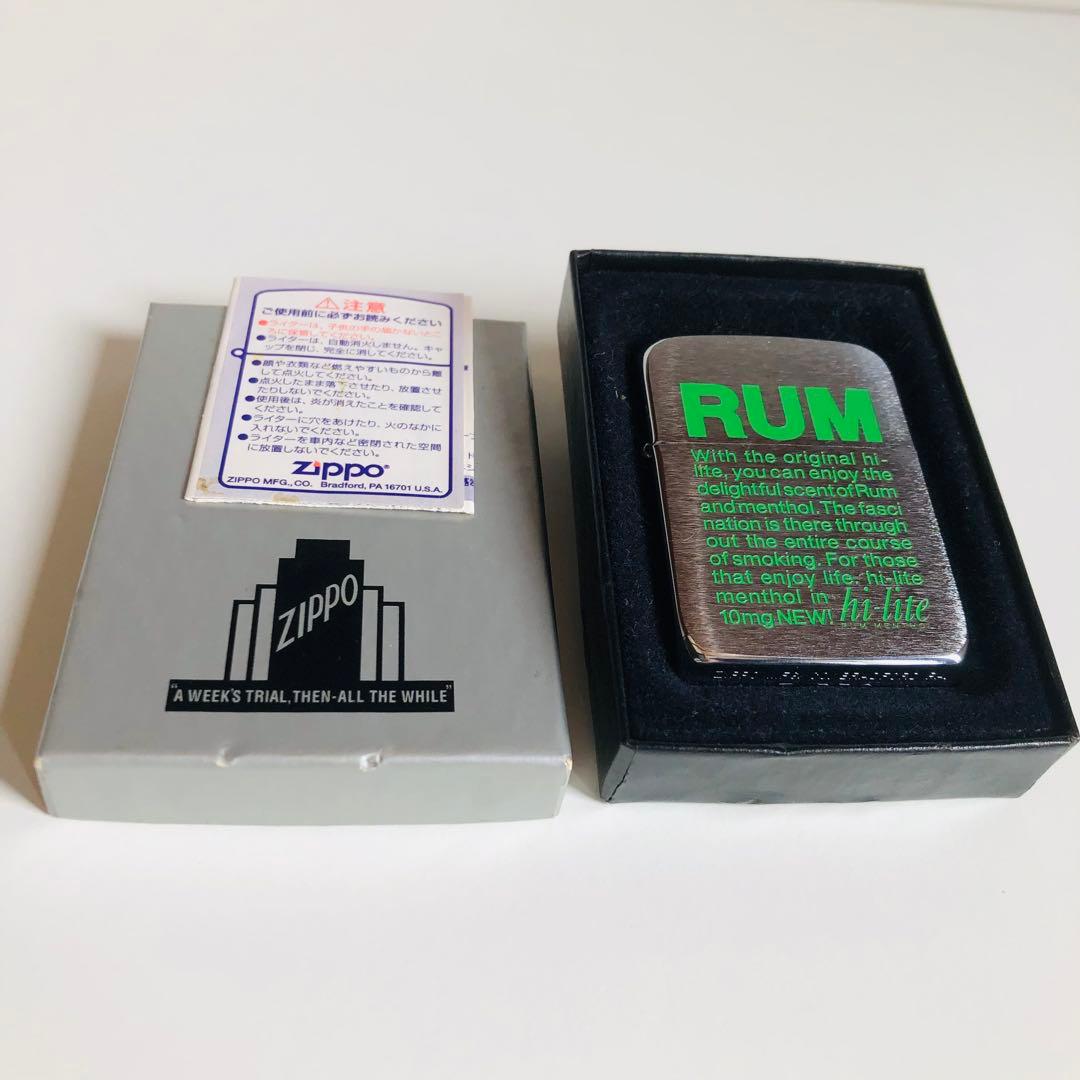 注意
ご使用前に必ずお読みください
●ライターは、子供の手の届かないとこ
ろに保管してください。
●ライターは、自動消火しません。キャ
ップを閉じ、完全に消してください。
●顔や衣類など燃えやすいものから離
して点火してください。
●点火したまま落下させたり、放置させ
たりしないでください。
●使用後は、炎が消えたことを確認して
ください。
●ライターに穴をあけたり、火のなかに
入れないでください。
●ライターを車内など密閉された空間
に放置しないでください。
Zippo®
ZIPPO MFG., CO. Bradford, PA 16701 U.S.A.
ZIPPO
"A WEEK'S TRIAL, THEN-ALL THE WHILE"
RUM
With the original hi-
lite, you can enjoy the
delightful scent of Rum
and menthol. The fasci
nation is there through
out the entire course
of smoking. For those
that enjoy life. hi-lite
menthol in
10mg.NEW! hi-lite
RUM MENTHOL
ZIPPO MFG. CO. BRADFORD PA.